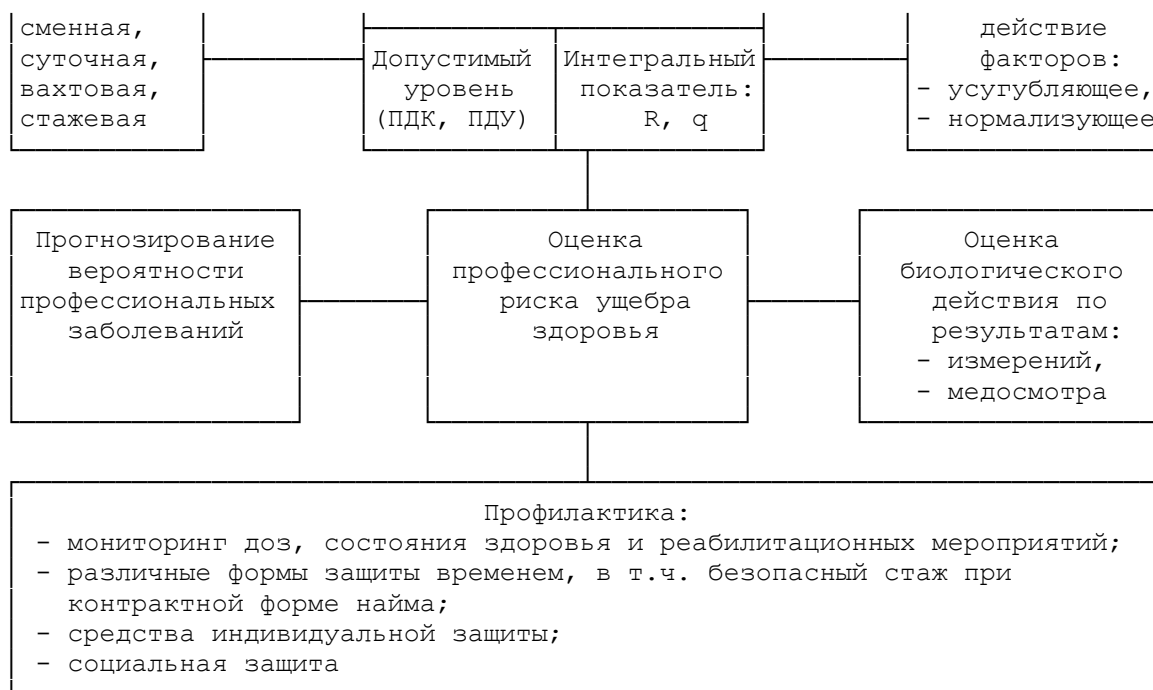 сменная,
суточная,
вахтовая,
стажевая
Допустимый
уровень
(ПДК, ПДУ)
Интегральный
показатель:
R, q
действие
факторов:
- усугубляющее,
- нормализующее
Прогнозирование
вероятности
профессиональных
заболеваний
Оценка
профессионального
риска ущебра
здоровья
Оценка
биологического
действия по
результатам:
- измерений,
- медосмотра
Профилактика:
- мониторинг доз, состояния здоровья и реабилитационных мероприятий;
- различные формы защиты временем, в т.ч. безопасный стаж при
контрактной форме найма;
- средства индивидуальной защиты;
- социальная защита